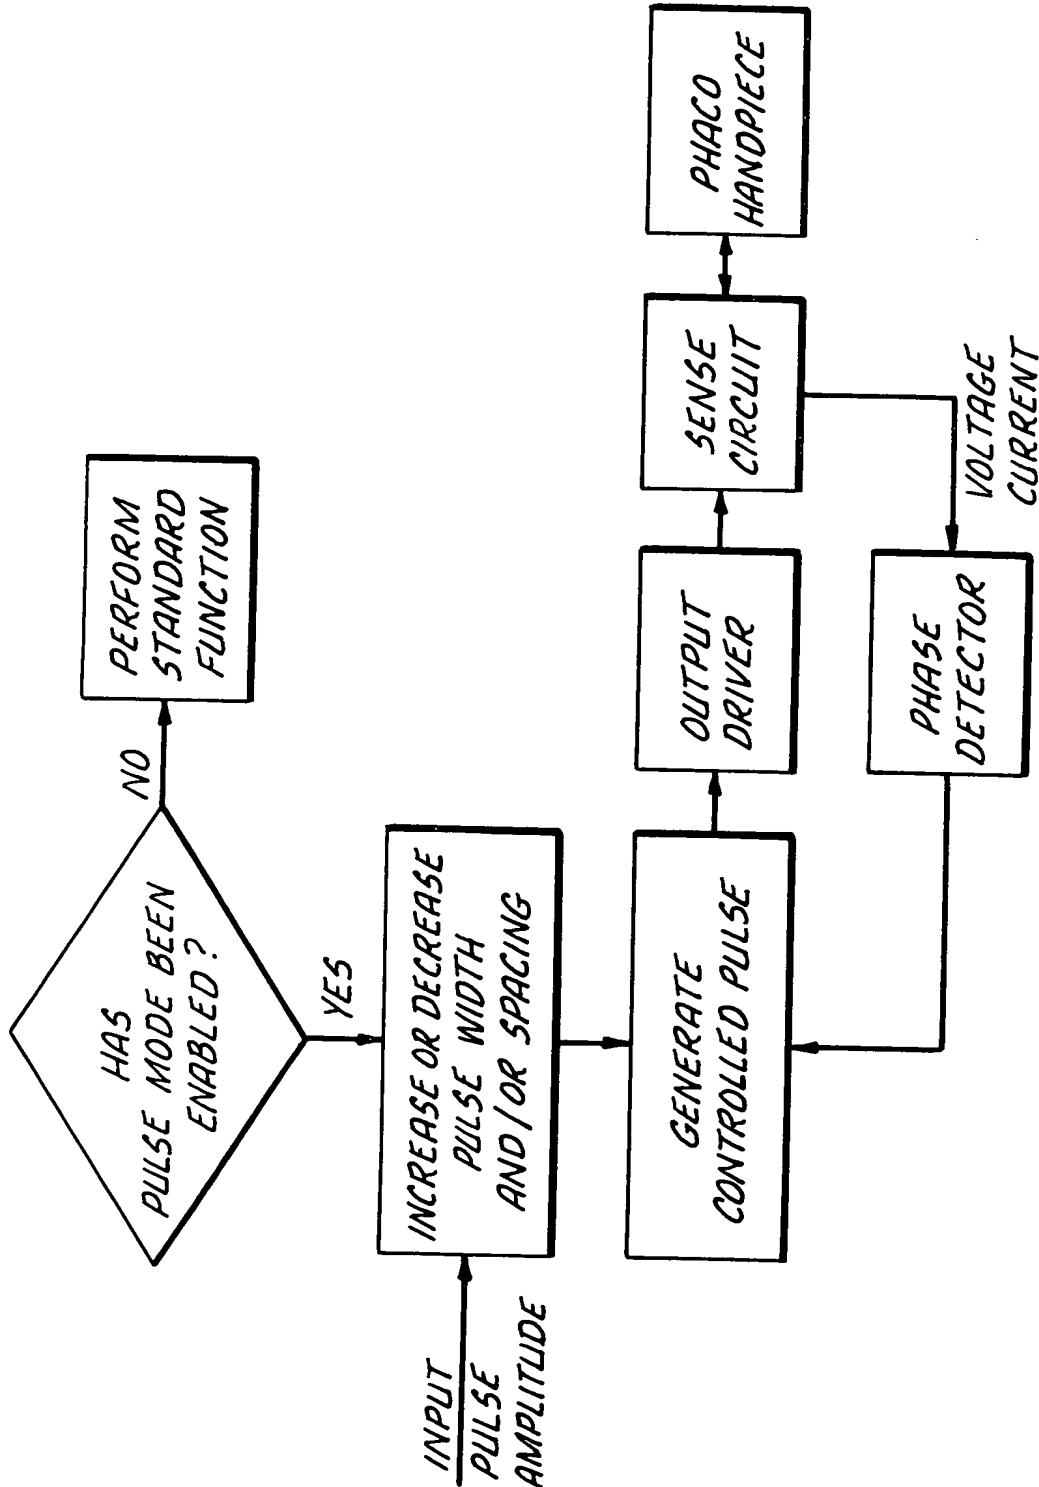 HAS
PULSE MODE BEEN
ENABLED?
NO
PERFORM
STANDARD
FUNCTION
YES
INPUT
PULSE
AMPLITUDE
INCREASE OR DECREASE
PULSE WIDTH
AND/OR SPACING
GENERATE
CONTROLLED PULSE
OUTPUT
DRIVER
SENSE
CIRCUIT
PHACO
HANDPIECE
PHASE
DETECTOR
VOLTAGE
CURRENT